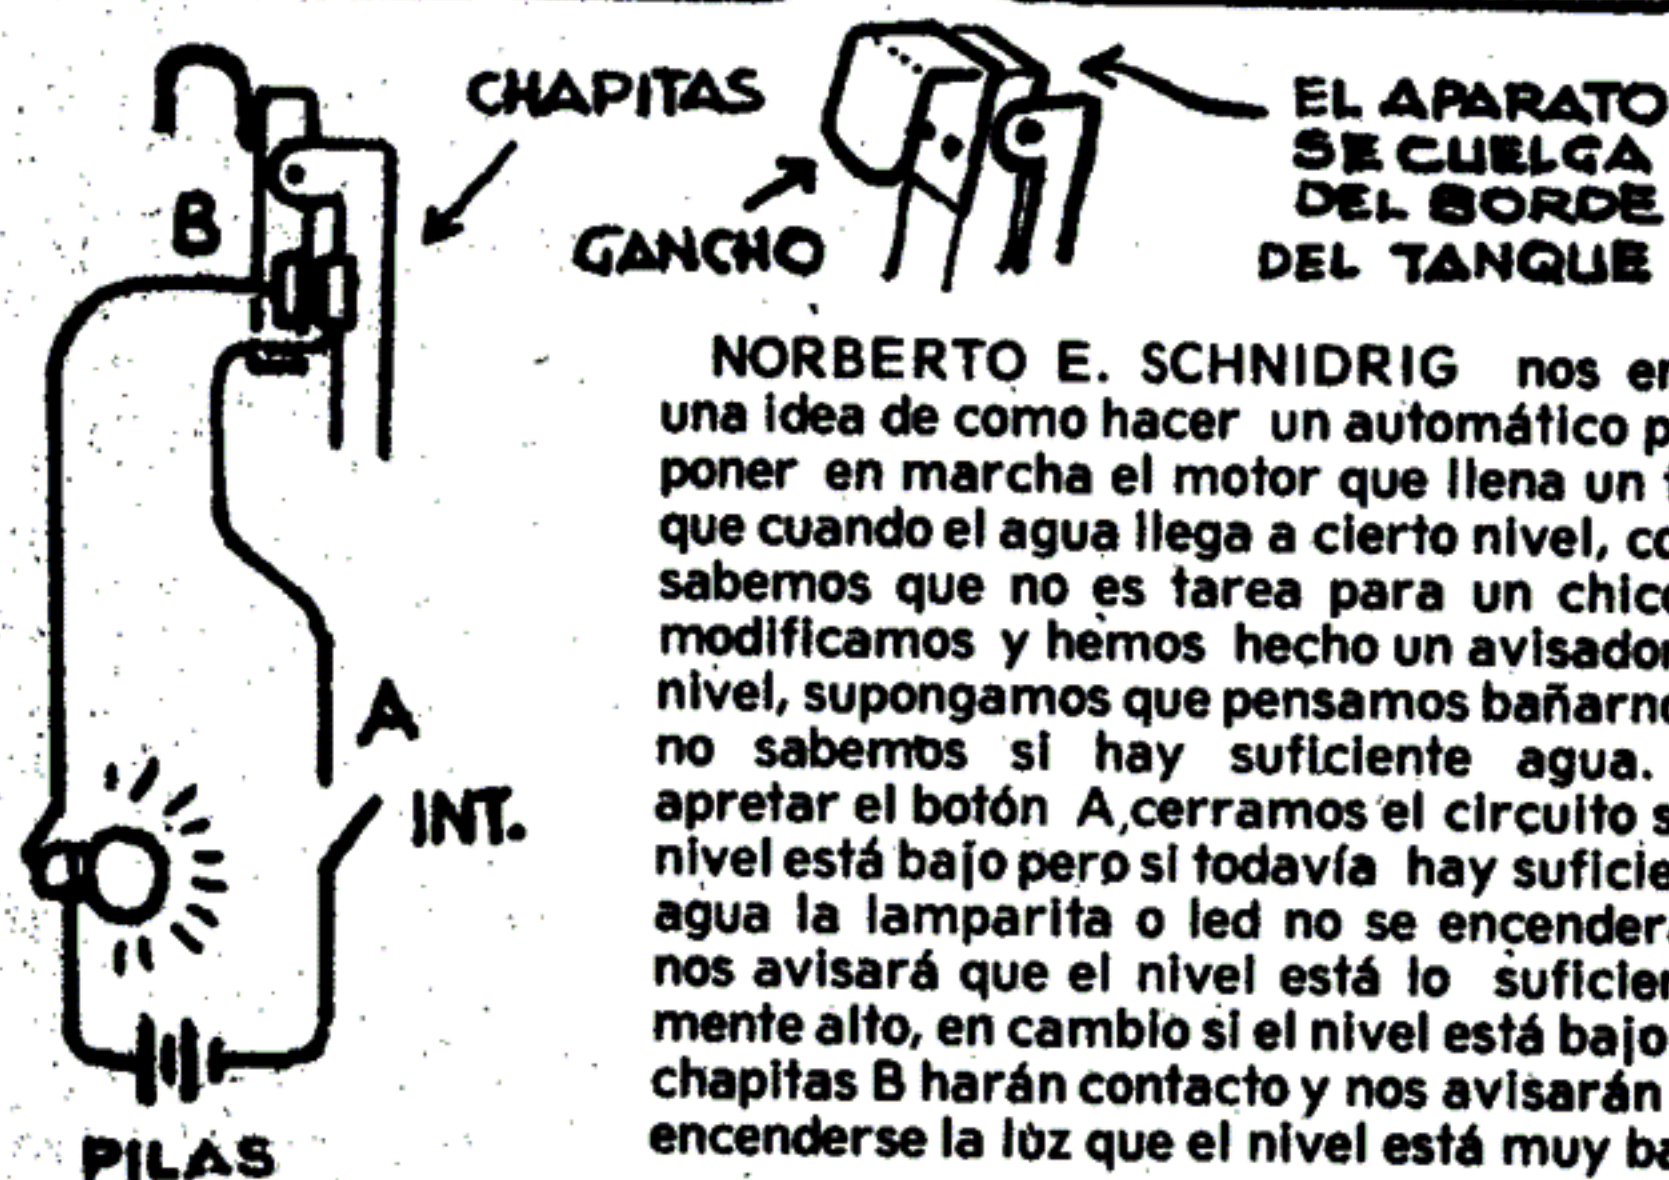 CHAPITAS
EL APARATO
SE CUELGA
DEL BORDE
DEL TANQUE
GANCHO
B
NORBERTO E. SCHNIDRIG nos
una idea de como hacer un automático
poner en marcha el motor que llena un
que cuando el agua llega a cierto nivel,
sabemos que no es tarea para un
modificamos y hemos hecho un
nivel, supongamos que pensamos
no sabemos si hay suficiente agua.
apretar el botón A,cerramos el circuito
nivel está bajo pero si todavía hay
agua la lamparita o led no se
nos avisará que el nivel está lo
mente alto, en cambio si el nivel está bajo
chapitas B harán contacto y nos avisarán
encenderse la luz que el nivel está muy
A
INT.
PILAS